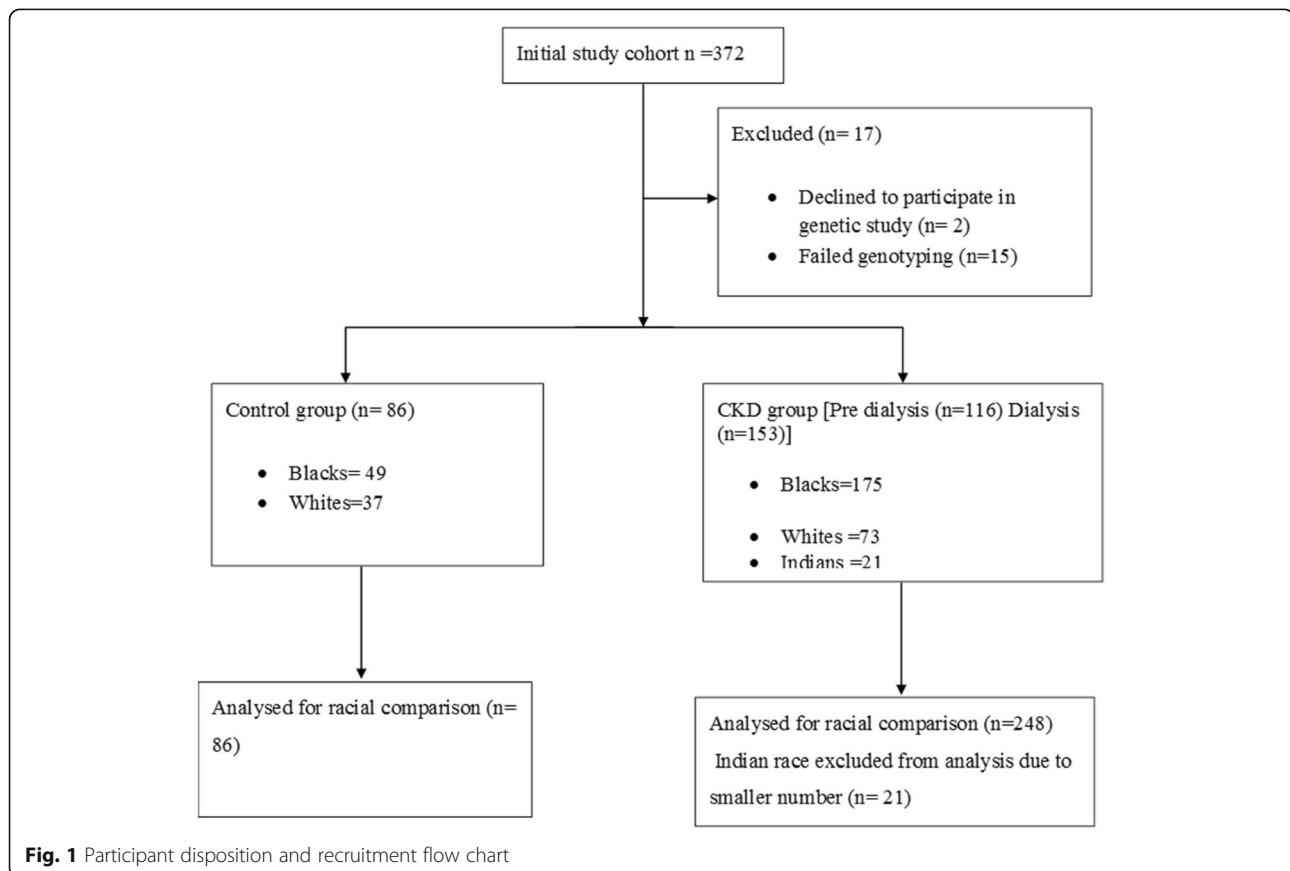 Initial study cohort n =372
Excluded (n= 17)
• Declined to participate in
genetic study (n= 2)
• Failed genotyping (n=15)
Control group (n= 86)
• Blacks= 49
• Whites=37
CKD group [Pre dialysis (n=116) Dialysis
(n=153)]
• Blacks=175
• Whites =73
• Indians =21
Analysed for racial comparison (n=
86)
Analysed for racial comparison (n=248)
Indian race excluded from analysis due to
smaller number (n= 21)
Fig. 1 Participant disposition and recruitment flow chart